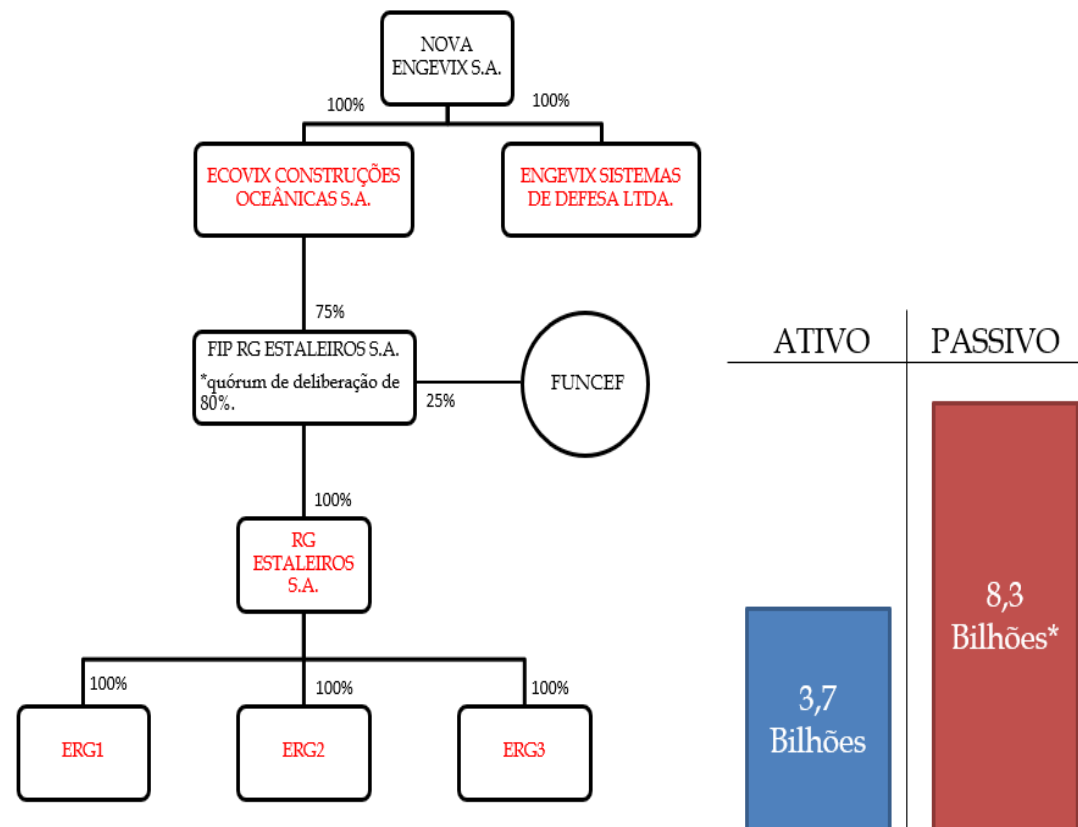 NOVA
ENGEVIX S.A.
100%
100%
ECOVIX CONSTRUÇÕES
OCEÂNICAS S.A.
ENGEVIX SISTEMAS
DE DEFESA LTDA.
75%
FIP RG ESTALEIROS S.A.
*quórum de deliberação de
80%.
25%
FUNCEF
100%
RG
ESTALEIROS
S.A.
100%
100%
100%
ERG1
ERG2
ERG3
ATIVO
PASSIVO
3,7
Bilhões
8,3
Bilhões*